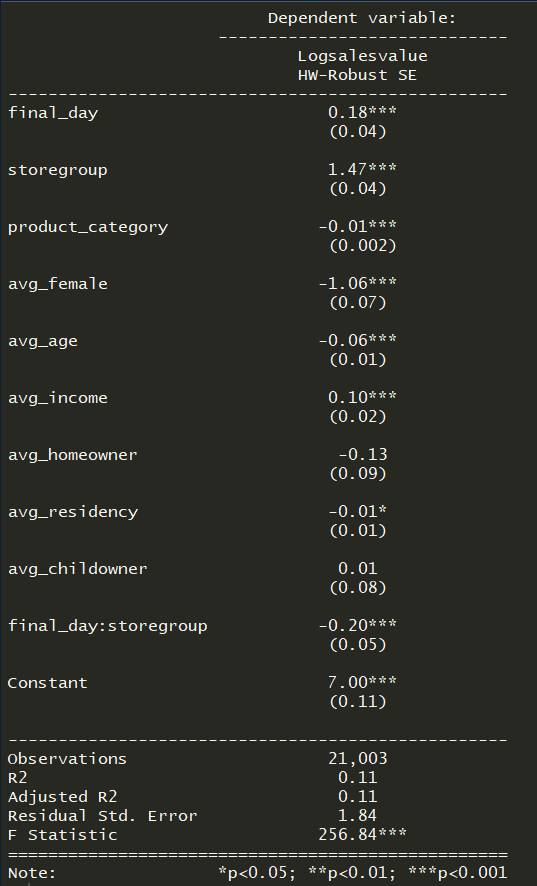 Dependent variable:
-----------------------------
Logsalesvalue
HW-Robust SE
--------------------------------------------------
final_day 0.18***
(0.04)
storegroup 1.47***
(0.04)
product_category -0.01***
(0.002)
avg_female -1.06***
(0.07)
avg_age -0.06***
(0.01)
avg_income 0.10***
(0.02)
avg_homeowner -0.13
(0.09)
avg_residency -0.01*
(0.01)
avg_childowner 0.01
(0.08)
final_day:storegroup -0.20***
(0.05)
Constant 7.00***
(0.11)
--------------------------------------------------
Observations 21,003
R2 0.11
Adjusted R2 0.11
Residual Std. Error 1.84
F Statistic 256.84***
==================================================
Note: *p<0.05; **p<0.01; ***p<0.001